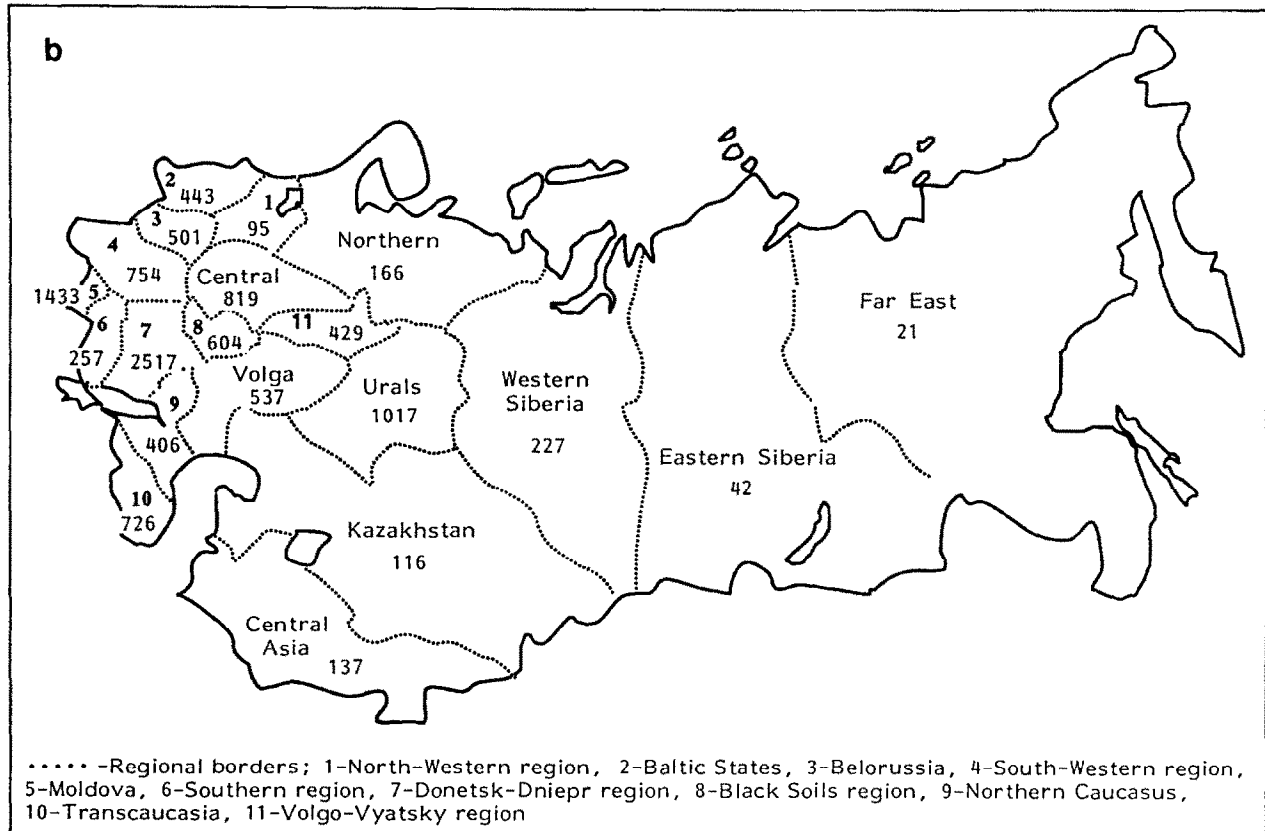 b
2
443
1
3
501
95
Northern
166
4
754
Central
819
1433
5
6
7
8
604
11
429
Far East
21
257
2517
Volga
537
Urals
1017
Western
Siberia
227
9
406
Eastern Siberia
42
10
726
Kazakhstan
116
Central
Asia
137
..... -Regional borders; 1-North-Western region, 2-Baltic States, 3-Belorussia, 4-South-Western region,
5-Moldova, 6-Southern region, 7-Donetsk-Dniepr region, 8-Black Soils region, 9-Northern Caucasus,
10-Transcaucasia, 11-Volgo-Vyatsky region